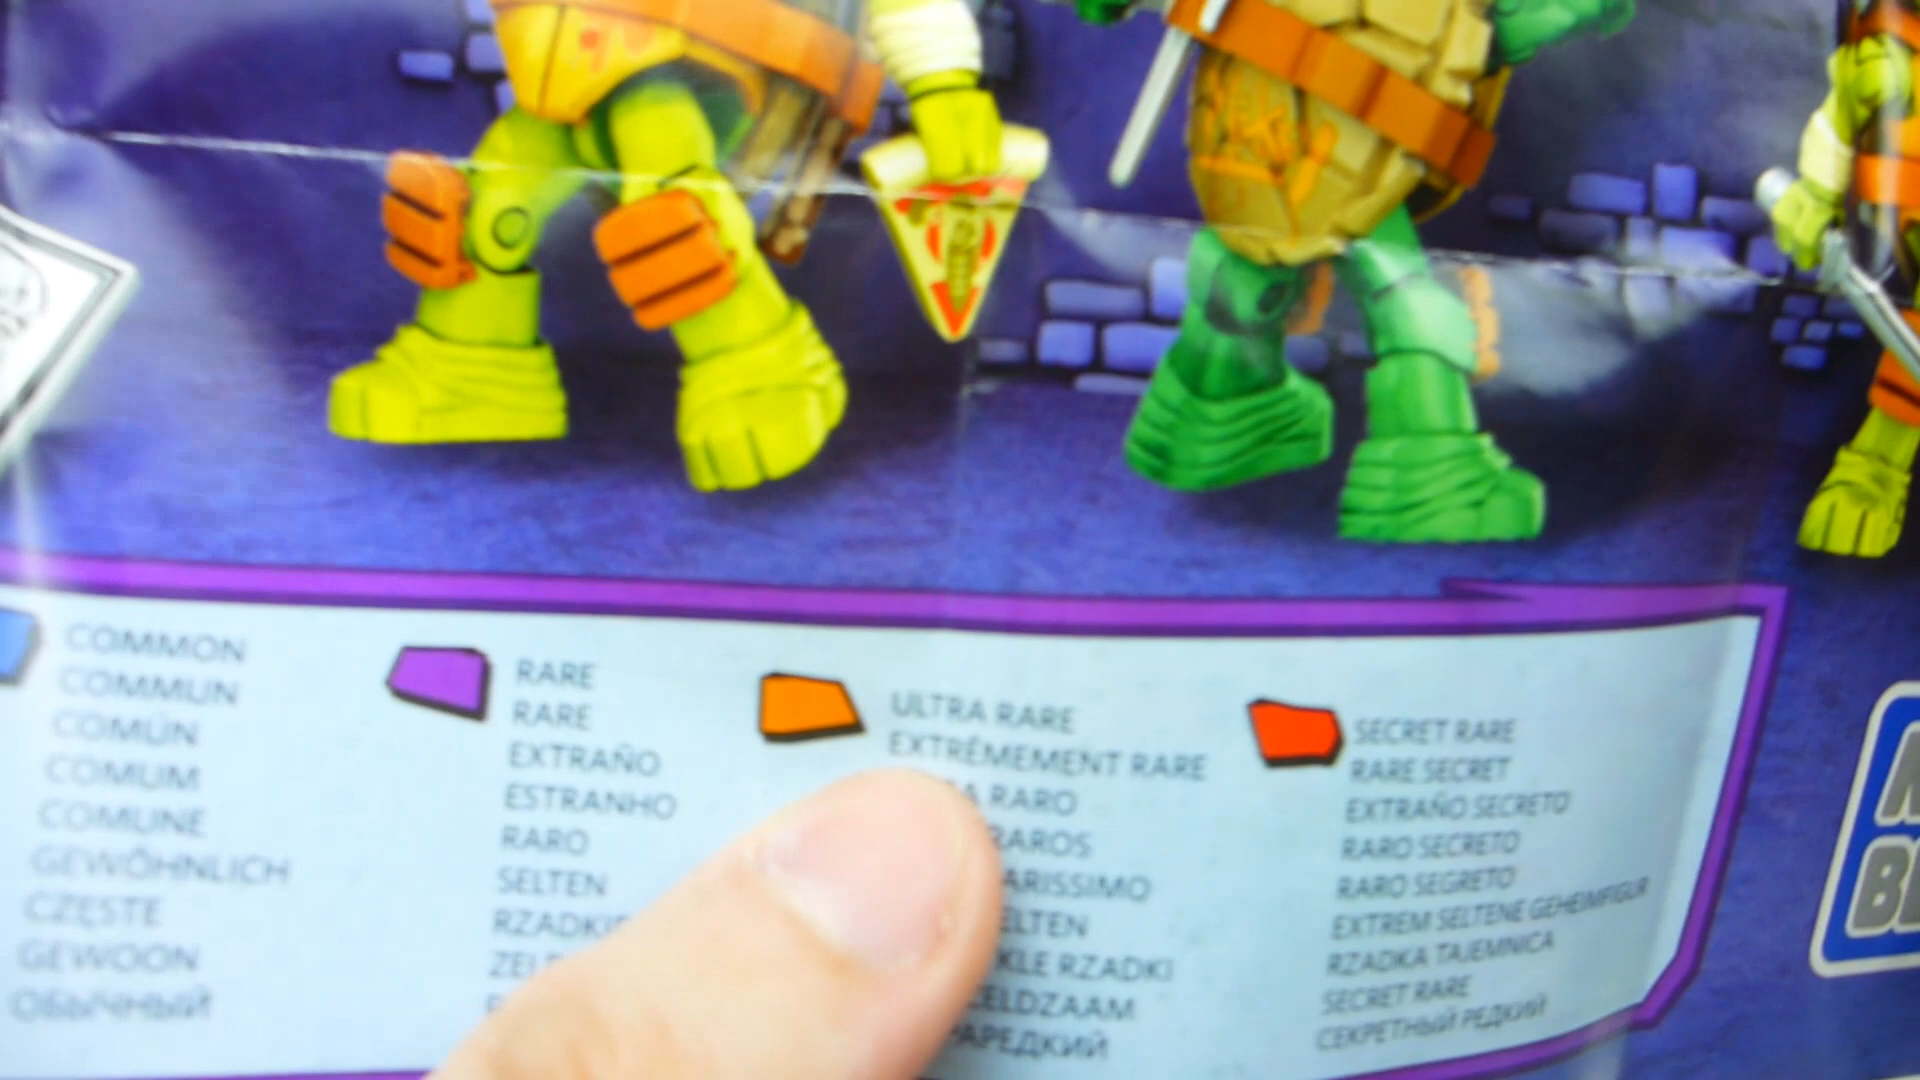 COMMON
COMMUN
COMÚN
COMUM
COMUNE
GEWÖHNLICH
CZĘSTE
GEWOON
ОБЫЧНЫЙ
RARE
RARE
EXTRAÑO
ESTRANHO
RARO
SELTEN
ULTRA RARE
EXTRÊMEMENT RARE
RARO
RZADKI
SECRET RARE
RARE SECRET
EXTRAÑO SECRETO
RARO SECRETO
RARO SEGRETO
EXTREM SELTENE GEHEIMFIGUR
RZADKA TAJEMNICA
SECRET RARE
СЕКРЕТНЫЙ РЕДКИЙ